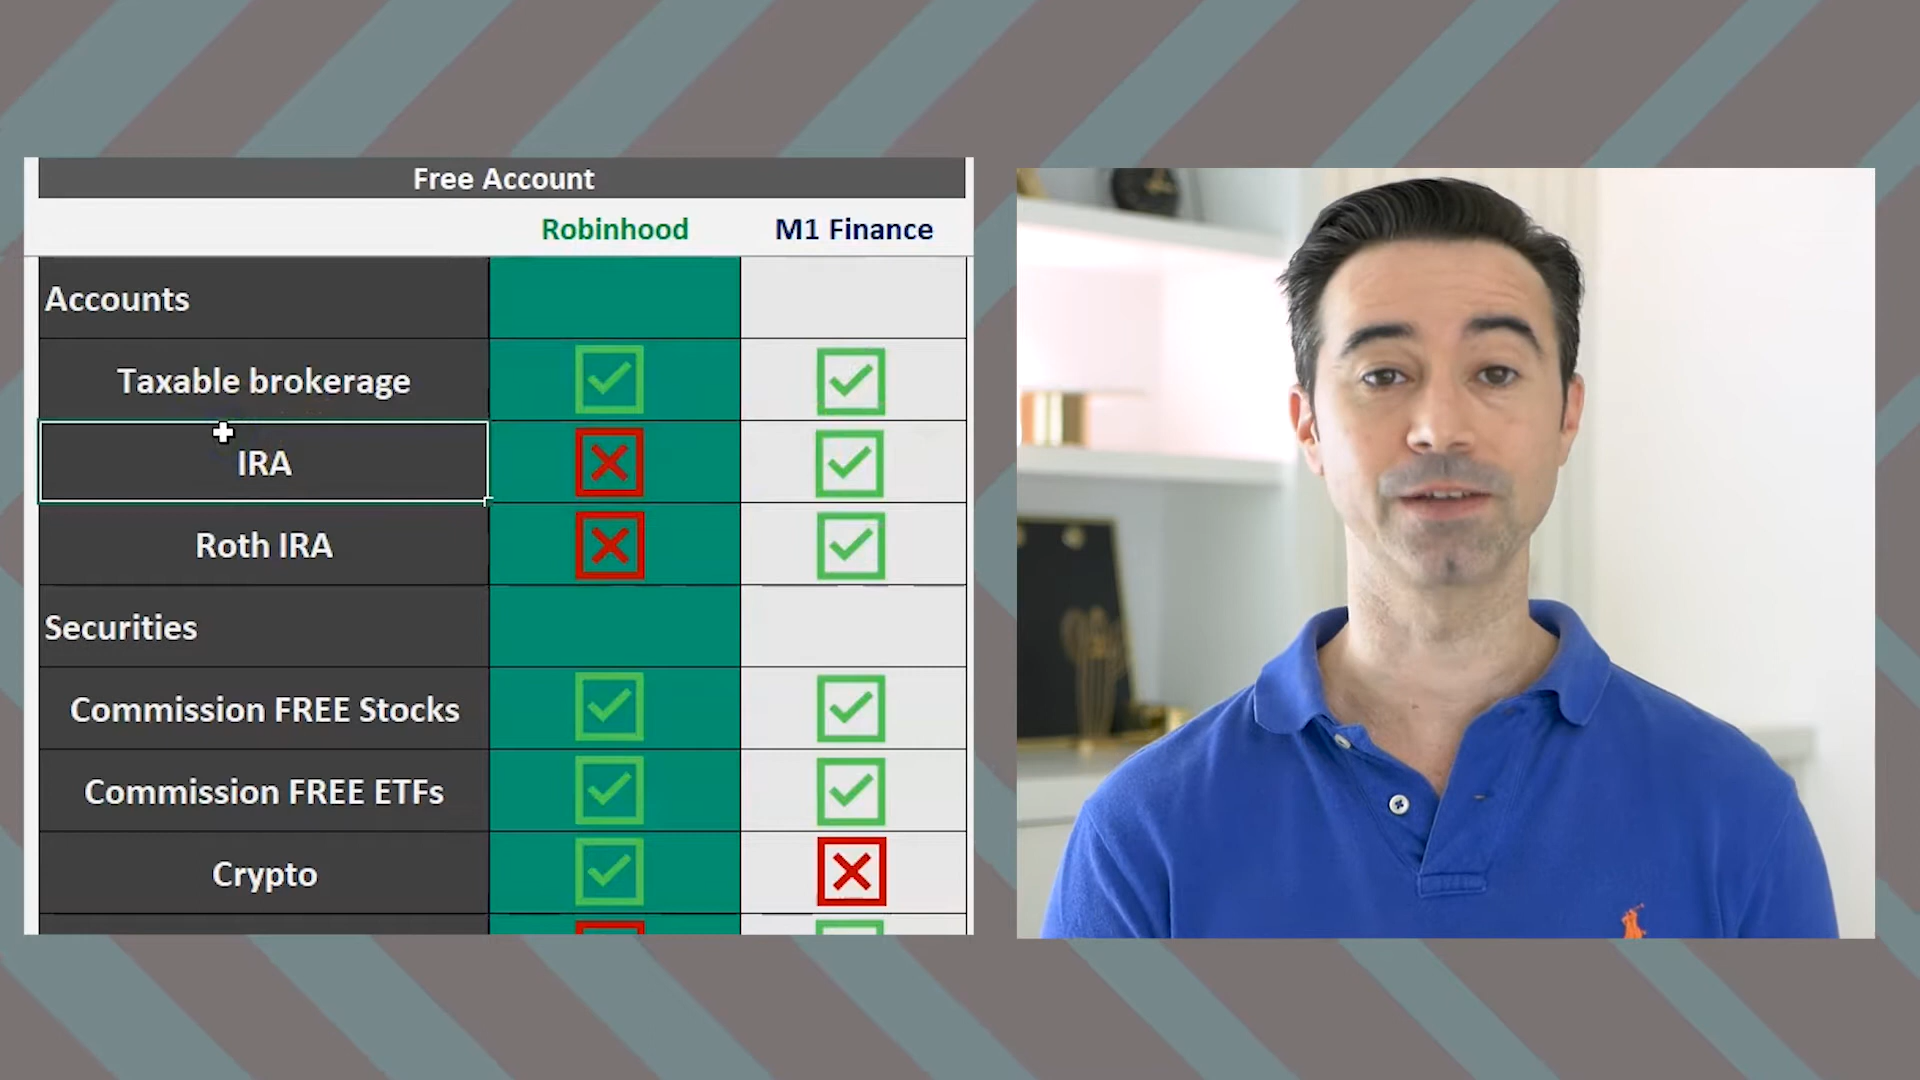 Free Account
Robinhood M1 Finance
Accounts
Taxable brokerage
IRA
Roth IRA
Securities
Commission FREE Stocks
Commission FREE ETFs
Crypto